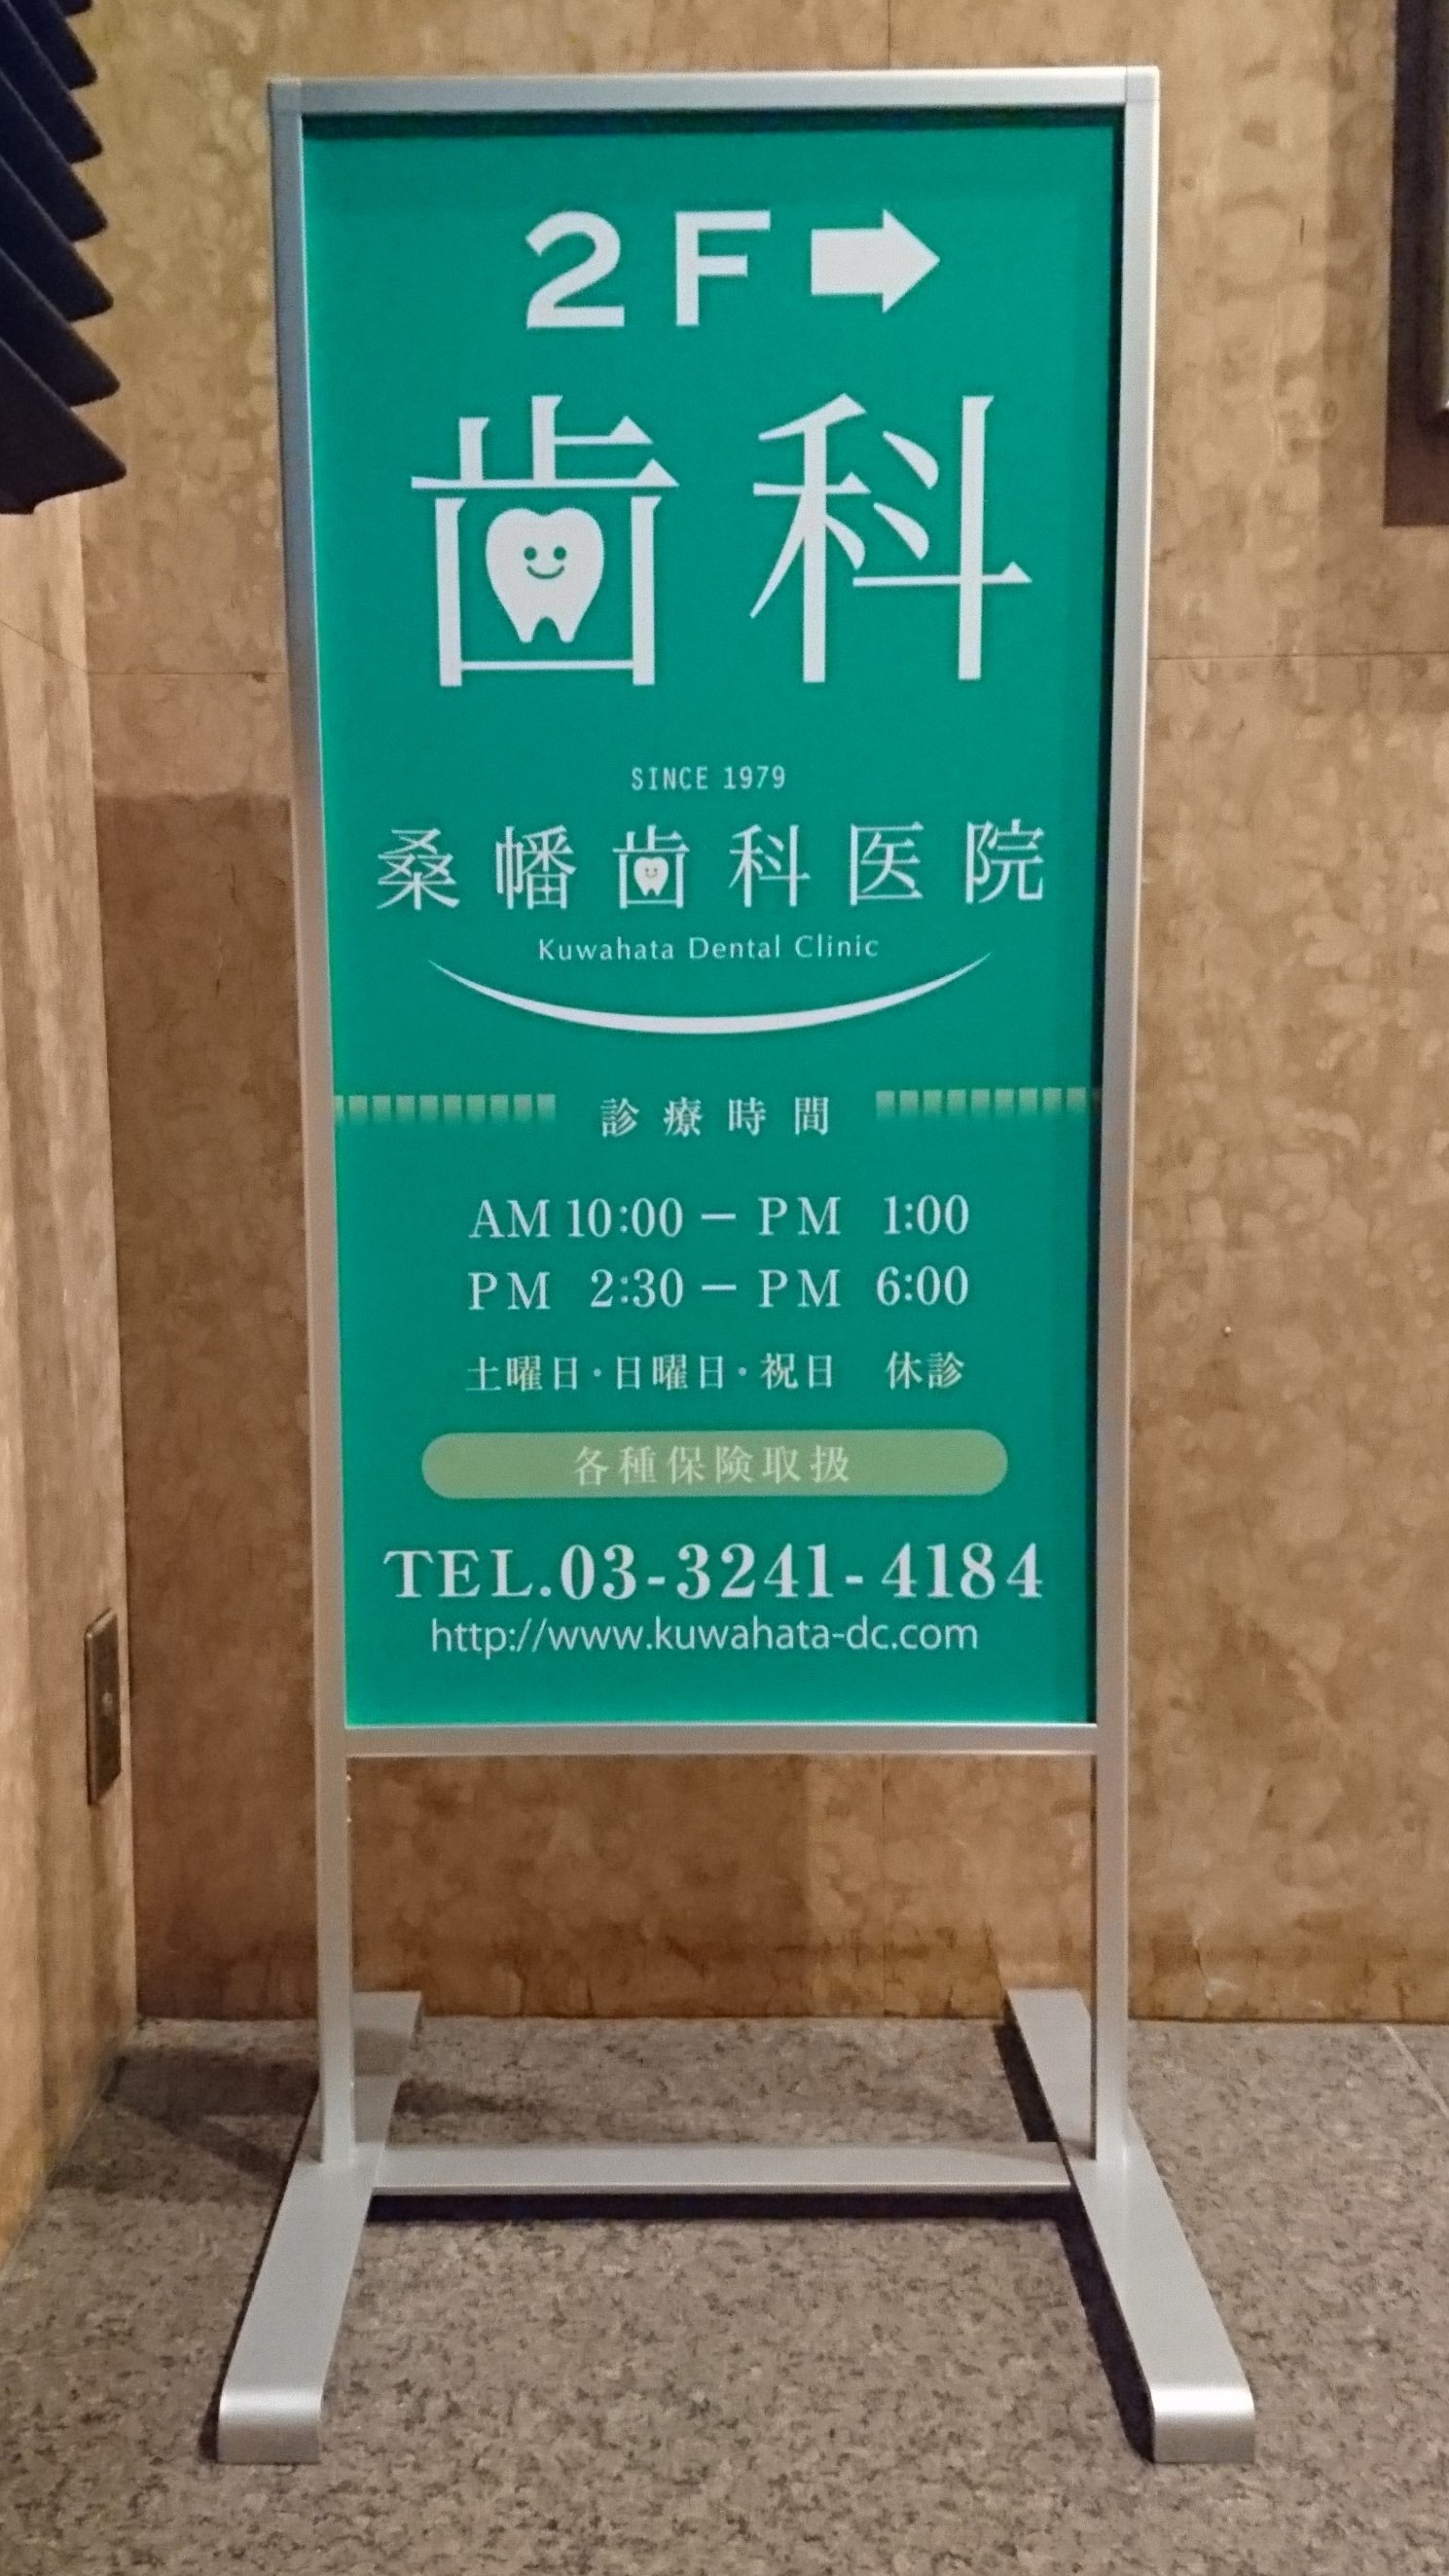 2F➡
歯科
SINCE 1979
桑幡歯科医院
Kuwahata Dental Clinic
診療時間
AM 10:00 － PM 1:00
PM 2:30 － PM 6:00
土曜日・日曜日・祝日 休診
各種保険取扱
TEL.03-3241-4184
http://www.kuwahata-dc.com